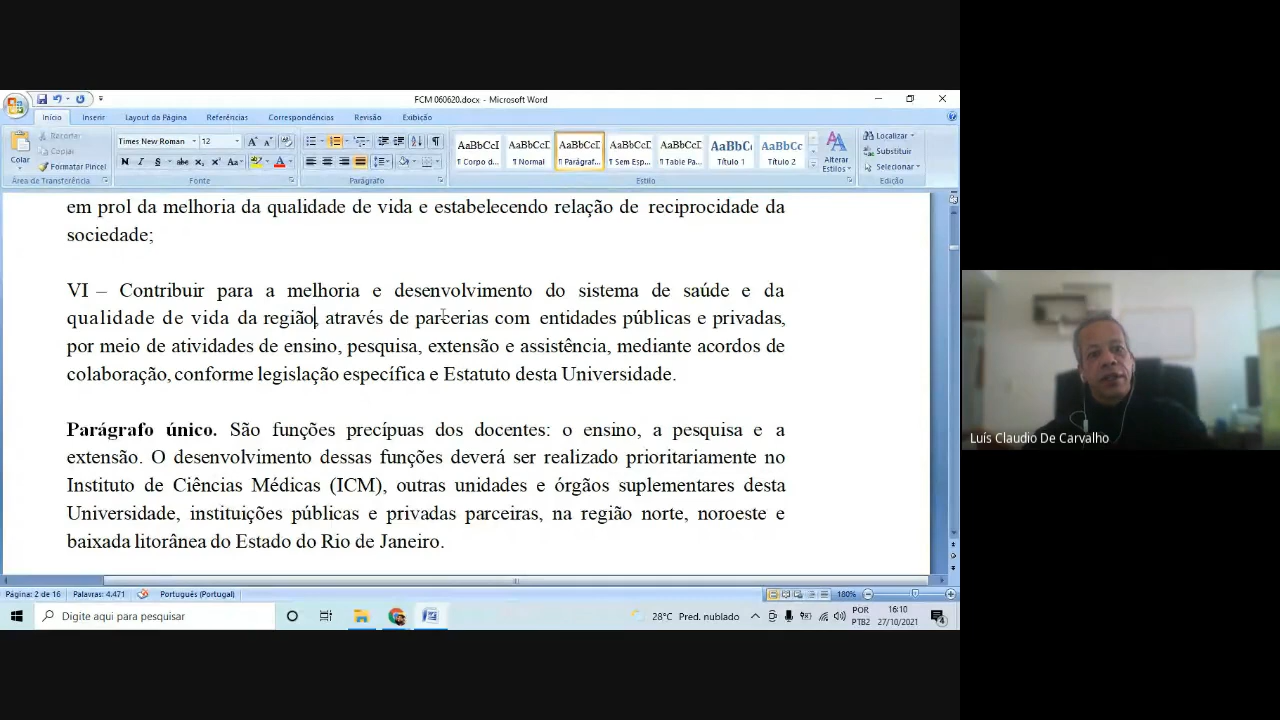 FCM 060620.docx - Microsoft Word
Início Inserir Layout da Página Referências Correspondências Revisão Exibição
Colar
Recortar
Copiar
Formatar Pincel
Área de Transferência
Times New Roman 12
N I S abc x₂ x² Aa
Fonte
Parágrafo
AaBbCcI AaBbCcI AaBbCcI AaBbCcI AaBbCcI AaBbC AaBbCc
¶ Corpo d... ¶ Normal ¶ Parágraf... ¶ Sem Esp... ¶ Table Pa... Título 1 Título 2
Alterar
Estilos
Estilo
Localizar
Substituir
Selecionar
Edição
em prol da melhoria da qualidade de vida e estabelecendo relação de reciprocidade da
sociedade;
VI – Contribuir para a melhoria e desenvolvimento do sistema de saúde e da
qualidade de vida da região, através de parcerias com entidades públicas e privadas,
por meio de atividades de ensino, pesquisa, extensão e assistência, mediante acordos de
colaboração, conforme legislação específica e Estatuto desta Universidade.
Parágrafo único. São funções precípuas dos docentes: o ensino, a pesquisa e a
extensão. O desenvolvimento dessas funções deverá ser realizado prioritariamente no
Instituto de Ciências Médicas (ICM), outras unidades e órgãos suplementares desta
Universidade, instituições públicas e privadas parceiras, na região norte, noroeste e
baixada litorânea do Estado do Rio de Janeiro.
Luís Claudio De Carvalho
Página: 2 de 16 Palavras: 4.471 Português (Portugal) 180%
Digite aqui para pesquisar
28°C Pred. nublado
POR
PTB2
16:10
27/10/2021
4